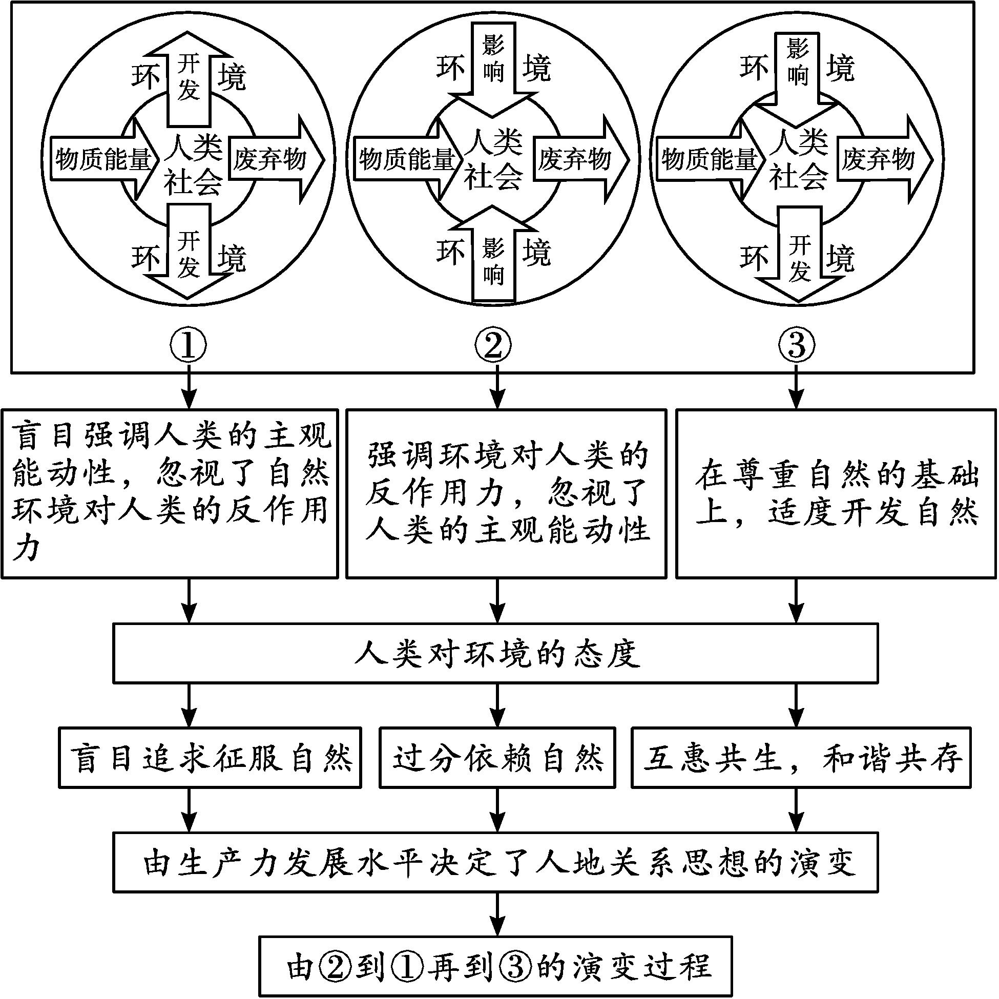 开发
环 境
物质能量
人类
社会
废弃物
环 境
开发
①
影响
环 境
物质能量
人类
社会
废弃物
环 境
影响
②
影响
环 境
物质能量
人类
社会
废弃物
环 境
开发
③
盲目强调人类的主观
能动性，忽视了自然
环境对人类的反作用
力
强调环境对人类的
反作用力，忽视了
人类的主观能动性
在尊重自然的基础
上，适度开发自然
人类对环境的态度
盲目追求征服自然
过分依赖自然
互惠共生，和谐共存
由生产力发展水平决定了人地关系思想的演变
由②到①再到③的演变过程